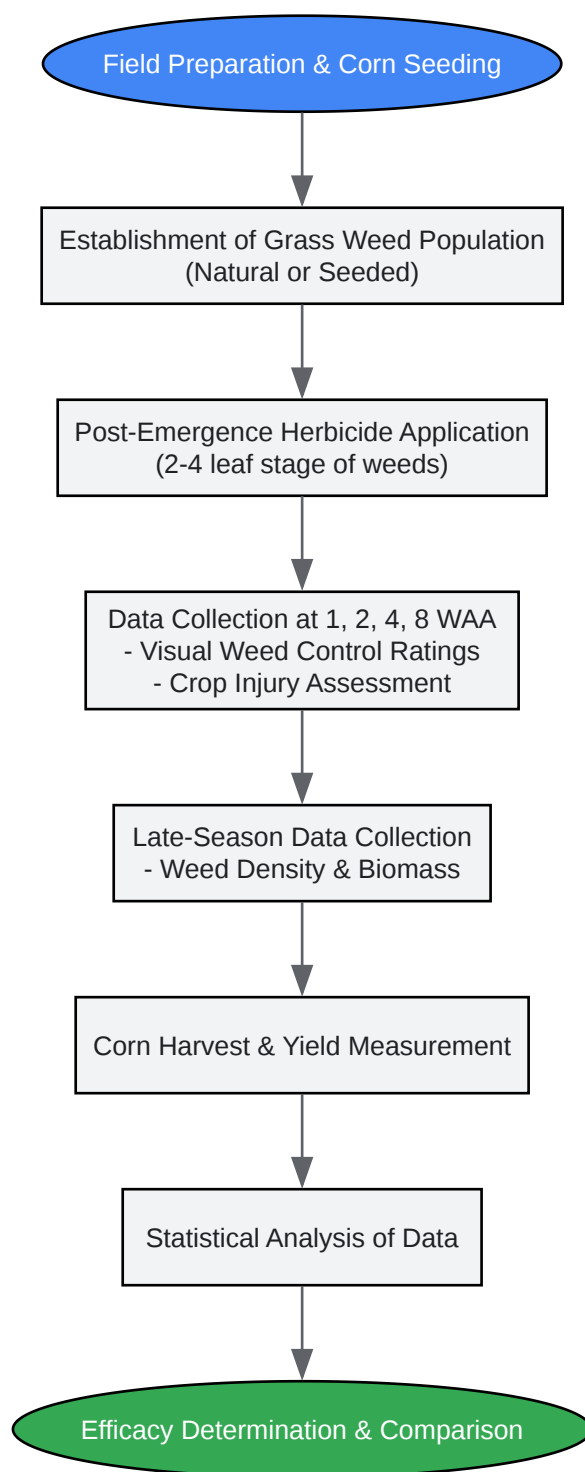 Field Preparation & Corn Seeding
Establishment of Grass Weed Population
(Natural or Seeded)
Post-Emergence Herbicide Application
(2-4 leaf stage of weeds)
Data Collection at 1, 2, 4, 8 WAA
- Visual Weed Control Ratings
- Crop Injury Assessment
Late-Season Data Collection
- Weed Density & Biomass
Corn Harvest & Yield Measurement
Statistical Analysis of Data
Efficacy Determination & Comparison